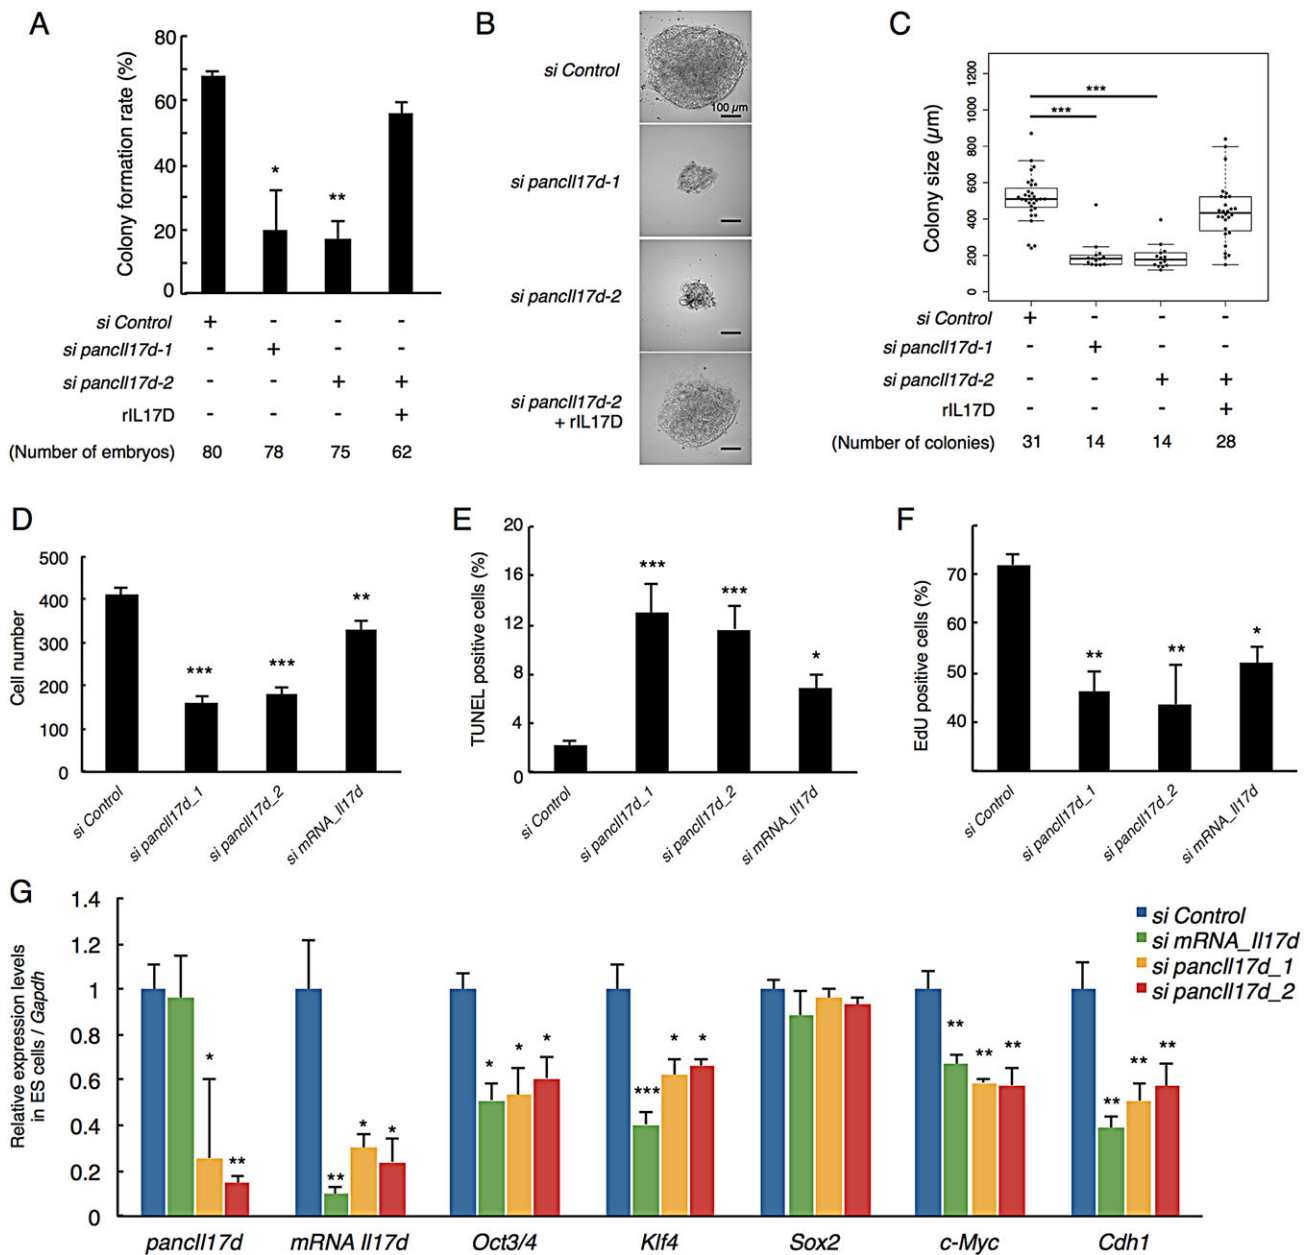 A
Colony formation rate (%)
80
60
40
20
0
*
**
si Control + - - -
si pancIl17d-1 - + - -
si pancIl17d-2 - - + +
rIL17D - - - +
(Number of embryos) 80 78 75 62
B
si Control
100 µm
si pancIl17d-1
si pancIl17d-2
si pancIl17d-2
+ rIL17D
C
Colony size (µm)
1200
1000
800
600
400
200
0
***
***
si Control + - - -
si pancIl17d-1 - + - -
si pancIl17d-2 - - + +
rIL17D - - - +
(Number of colonies) 31 14 14 28
D
Cell number
500
400
300
200
100
0
*** *** **
si Control
si pancIl17d_1
si pancIl17d_2
si mRNA_Il17d
E
TUNEL positive cells (%)
20
16
12
8
4
0
*** *** *
si Control
si pancIl17d_1
si pancIl17d_2
si mRNA_Il17d
F
EdU positive cells (%)
70
60
50
40
** ** *
si Control
si pancIl17d_1
si pancIl17d_2
si mRNA_Il17d
G
Relative expression levels
in ES cells / Gapdh
1.4
1.2
1
0.8
0.6
0.4
0.2
0
* **
** * *
* * *
*** * *
** ** **
** ** **
si Control
si mRNA_Il17d
si pancIl17d_1
si pancIl17d_2
pancIl17d mRNA Il17d Oct3/4 Klf4 Sox2 c-Myc Cdh1